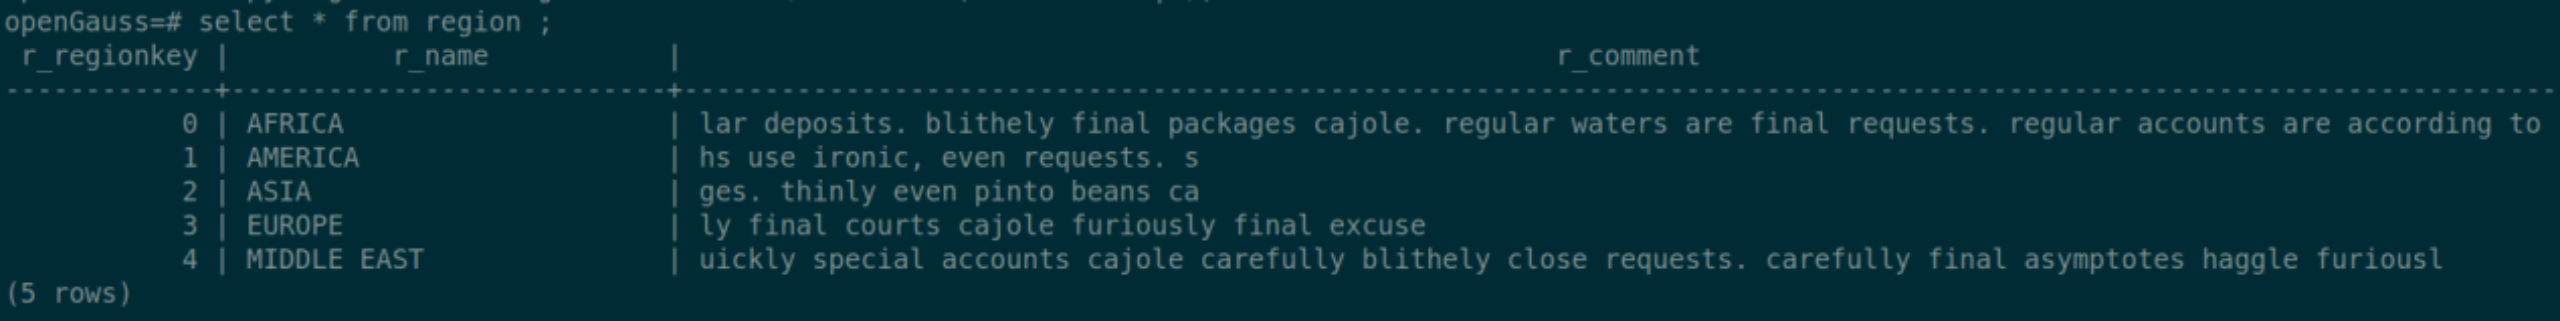 openGauss=# select * from region ;
 r_regionkey |          r_name           |                                                      r_comment
-------------+---------------------------+--------------------------------------------------------------------------------------------------------------------
           0 | AFRICA                    | lar deposits. blithely final packages cajole. regular waters are final requests. regular accounts are according to
           1 | AMERICA                   | hs use ironic, even requests. s
           2 | ASIA                      | ges. thinly even pinto beans ca
           3 | EUROPE                    | ly final courts cajole furiously final excuse
           4 | MIDDLE EAST               | uickly special accounts cajole carefully blithely close requests. carefully final asymptotes haggle furiousl
(5 rows)